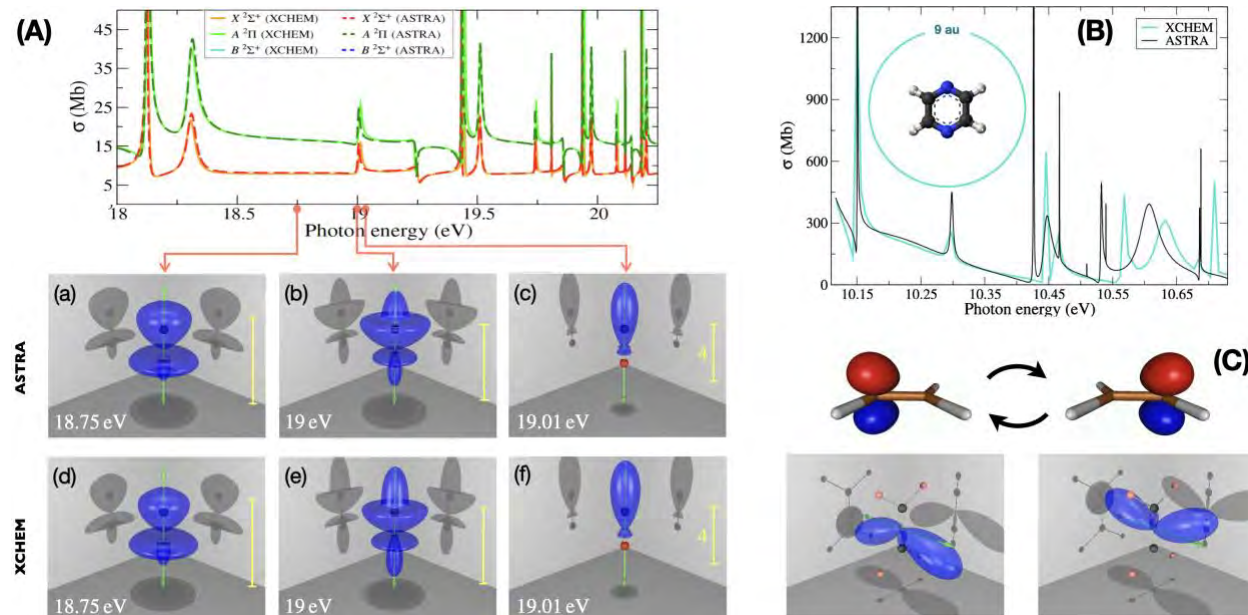 (A)
X ²Σ⁺ (XCHEM)
A ²Π (XCHEM)
B ²Σ⁺ (XCHEM)
X ²Σ⁺ (ASTRA)
A ²Π (ASTRA)
B ²Σ⁺ (ASTRA)
σ (Mb)
45
35
25
15
5
18
18.5
19
19.5
20
Photon energy (eV)
(B)
XCHEM
ASTRA
9 au
σ (Mb)
1200
900
600
300
0
10.15
10.25
10.35
10.45
10.55
10.65
Photon energy (eV)
ASTRA
(a)
18.75 eV
(b)
19 eV
(c)
4
19.01 eV
XCHEM
(d)
18.75 eV
(e)
19 eV
(f)
4
19.01 eV
(C)